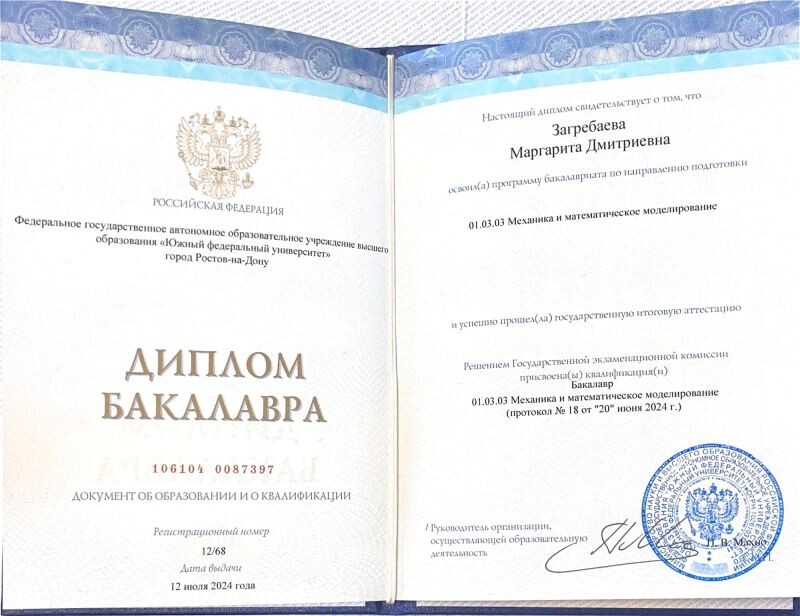 РОССИЙСКАЯ ФЕДЕРАЦИЯ
Федеральное государственное автономное образовательное учреждение высшего
образования «Южный федеральный университет»
город Ростов-на-Дону
ДИПЛОМ
БАКАЛАВРА
106104 0087397
ДОКУМЕНТ ОБ ОБРАЗОВАНИИ И О КВАЛИФИКАЦИИ
Регистрационный номер
12/68
Дата выдачи
12 июля 2024 года
Настоящий диплом свидетельствует о том, что
Загребаева
Маргарита Дмитриевна
освоил(а) программу бакалавриата по направлению подготовки
01.03.03 Механика и математическое моделирование
и успешно прошел(ла) государственную итоговую аттестацию
Решением Государственной экзаменационной комиссии
присвоена(ы) квалификация(и)
Бакалавр
01.03.03 Механика и математическое моделирование
(протокол № 18 от "20" июня 2024 г.)
/ Руководитель организации,
осуществляющей образовательную
деятельность
П. В. Махно
М.П.